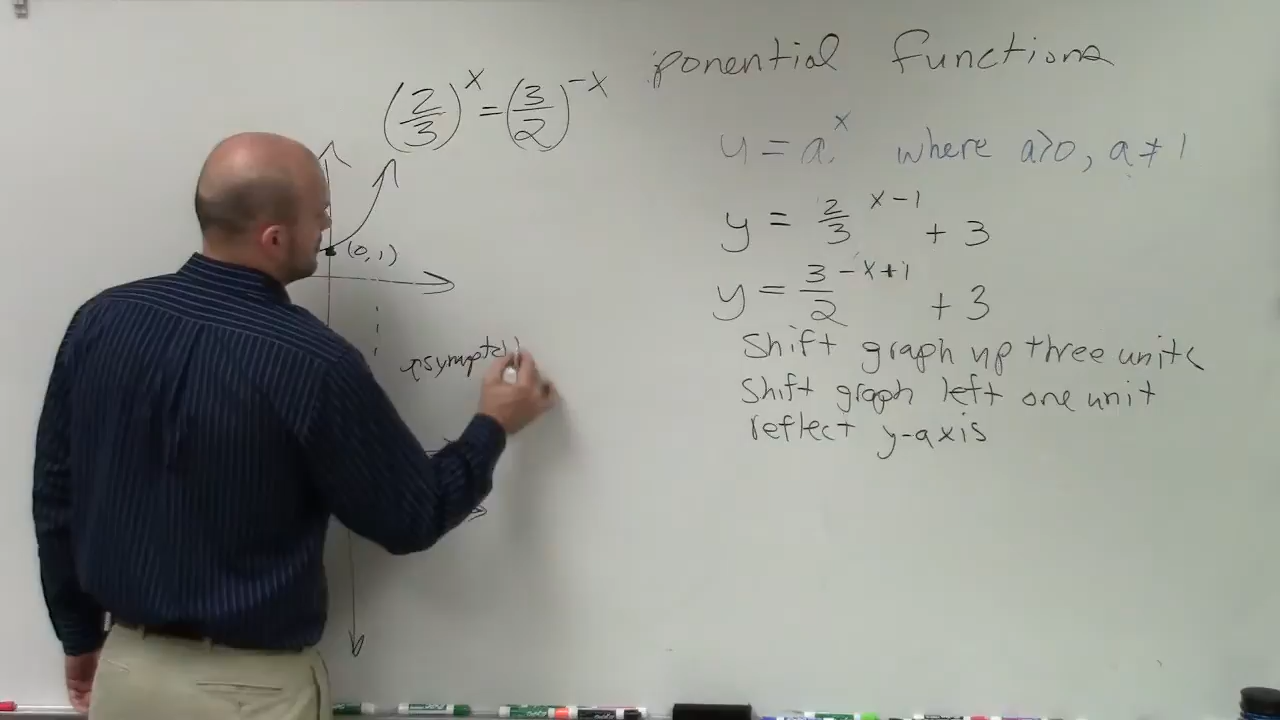 ponential functions
(2/3)^x = (3/2)^-x
y = a^x where a>0, a ≠ 1
y = 2/3^x-1 + 3
(0,1)
y = 3/2^-x+1 + 3
shift graph up three units
shift graph left one unit
reflect y-axis